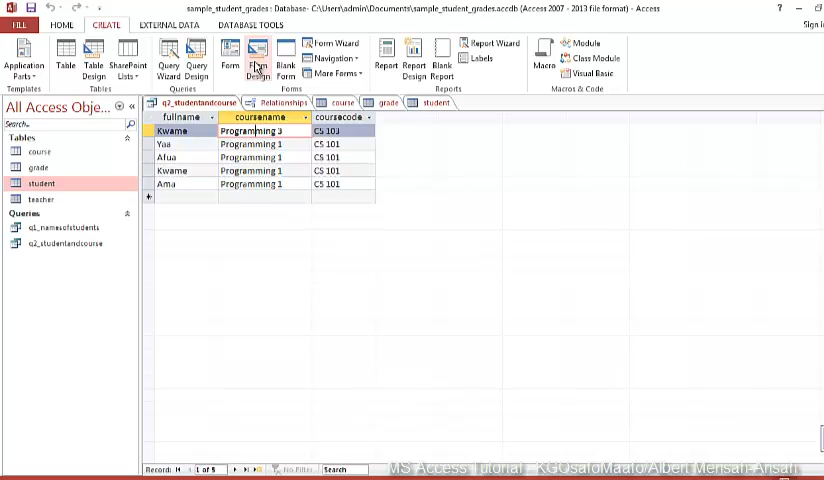 sample_student_grades : Database- C:\Users\admin\Documents\sample_student_grades.accdb (Access 2007 - 2013 file format) - Access
?
FILE HOME CREATE EXTERNAL DATA DATABASE TOOLS
Sign in
Application Parts
Templates
Table
Table Design
SharePoint Lists
Tables
Query Wizard
Query Design
Queries
Form
Form Design
Blank Form
Form Wizard
Navigation
More Forms
Forms
Report
Report Design
Blank Report
Report Wizard
Labels
Reports
Macro
Module
Class Module
Visual Basic
Macros & Code
All Access Obje...
Search..
Tables
course
grade
student
teacher
Queries
q1_namesofstudents
q2_studentandcourse
q2_studentandcourse Relationships course grade student
fullname coursename coursecode
Kwame Programming 3 CS 103
Yaa Programming 1 CS 101
Afua Programming 1 CS 101
Kwame Programming 1 CS 101
Ama Programming 1 CS 101
Record: 1 of 5 No Filter Search
MS Access Tutorial - KGOsafoMaafo/Albert Mensah-Ansah